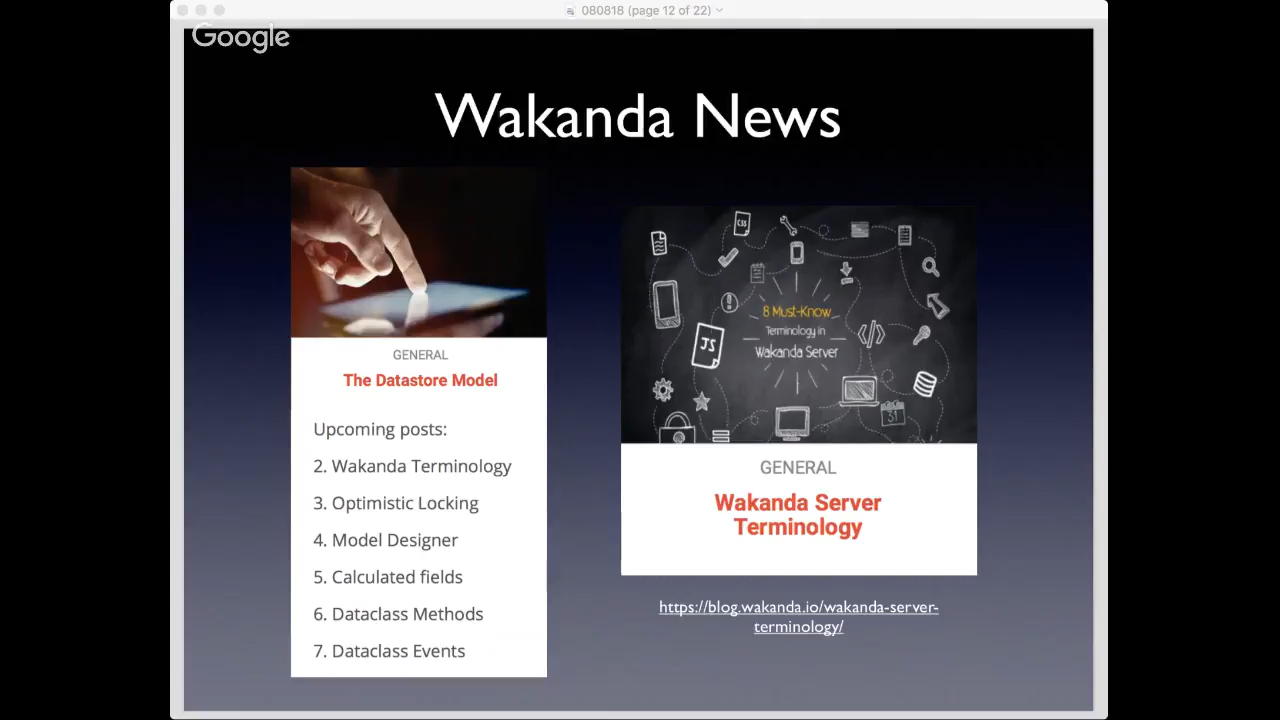 080818 (page 12 of 22)
Google
Wakanda News
GENERAL
The Datastore Model
Upcoming posts:
2. Wakanda Terminology
3. Optimistic Locking
4. Model Designer
5. Calculated fields
6. Dataclass Methods
7. Dataclass Events
CSS
JS
8 Must-Know
Terminology in
Wakanda Server
31
GENERAL
Wakanda Server
Terminology
https://blog.wakanda.io/wakanda-server-
terminology/